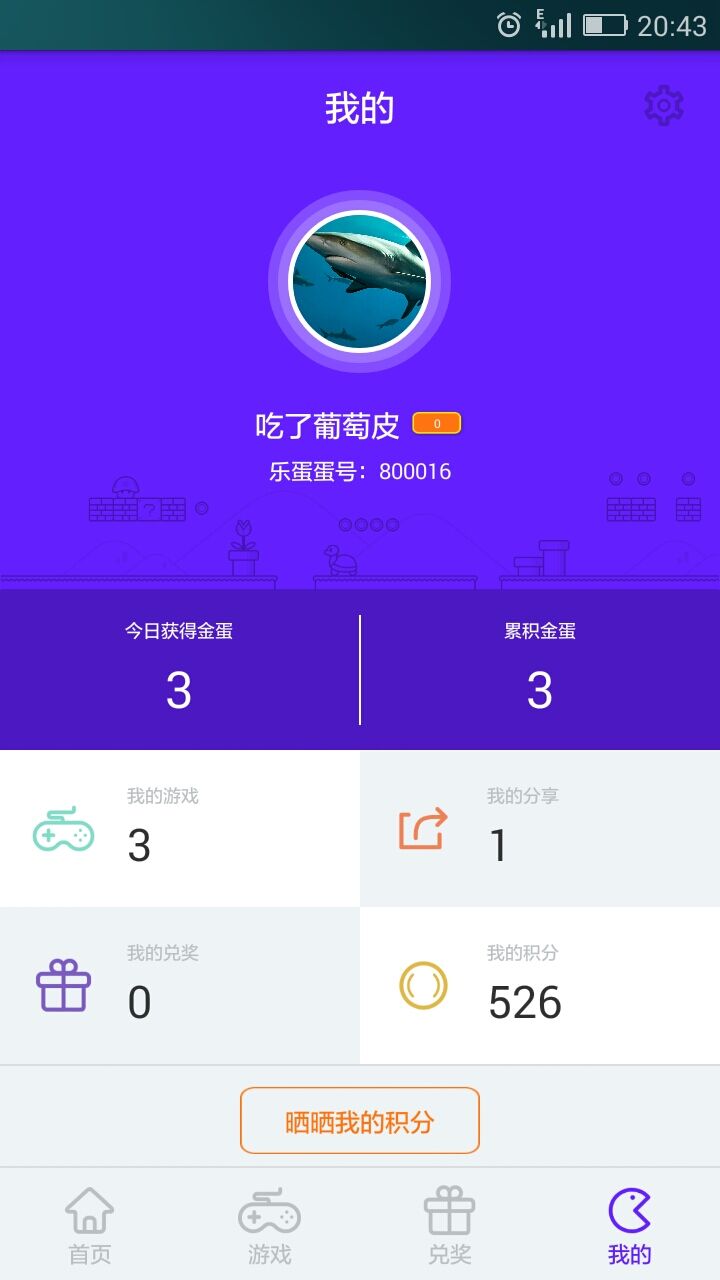 E
20:43
我的
吃了葡萄皮 0
乐蛋蛋号：800016
?
今日获得金蛋
3
累积金蛋
3
我的游戏
3
我的分享
1
我的兑奖
0
我的积分
526
晒晒我的积分
首页
游戏
兑奖
我的